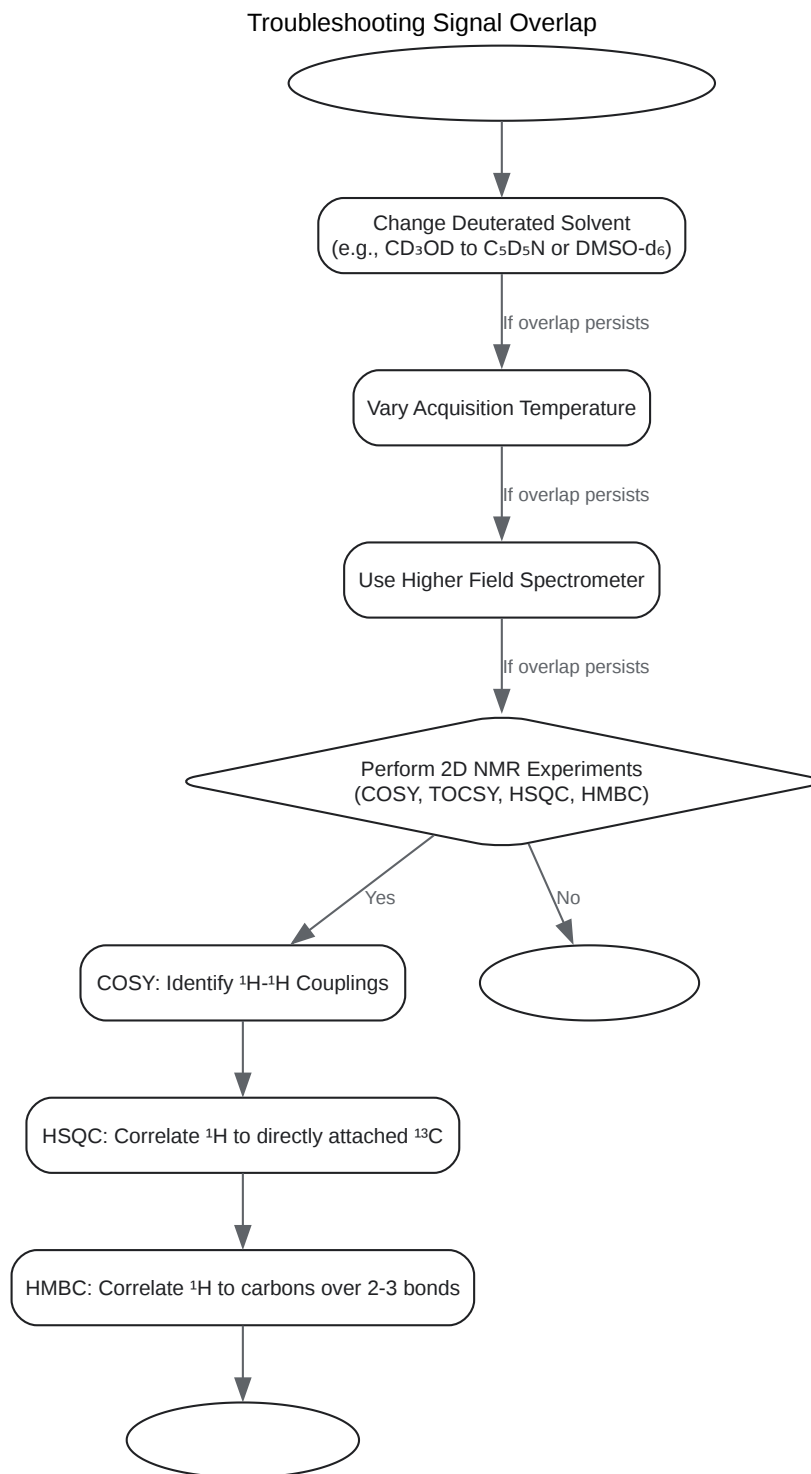 Troubleshooting Signal Overlap
Change Deuterated Solvent
(e.g., CD₃OD to C₅D₅N or DMSO-d₆)
If overlap persists
Vary Acquisition Temperature
If overlap persists
Use Higher Field Spectrometer
If overlap persists
Perform 2D NMR Experiments
(COSY, TOCSY, HSQC, HMBC)
Yes
No
COSY: Identify ¹H-¹H Couplings
HSQC: Correlate ¹H to directly attached ¹³C
HMBC: Correlate ¹H to carbons over 2-3 bonds